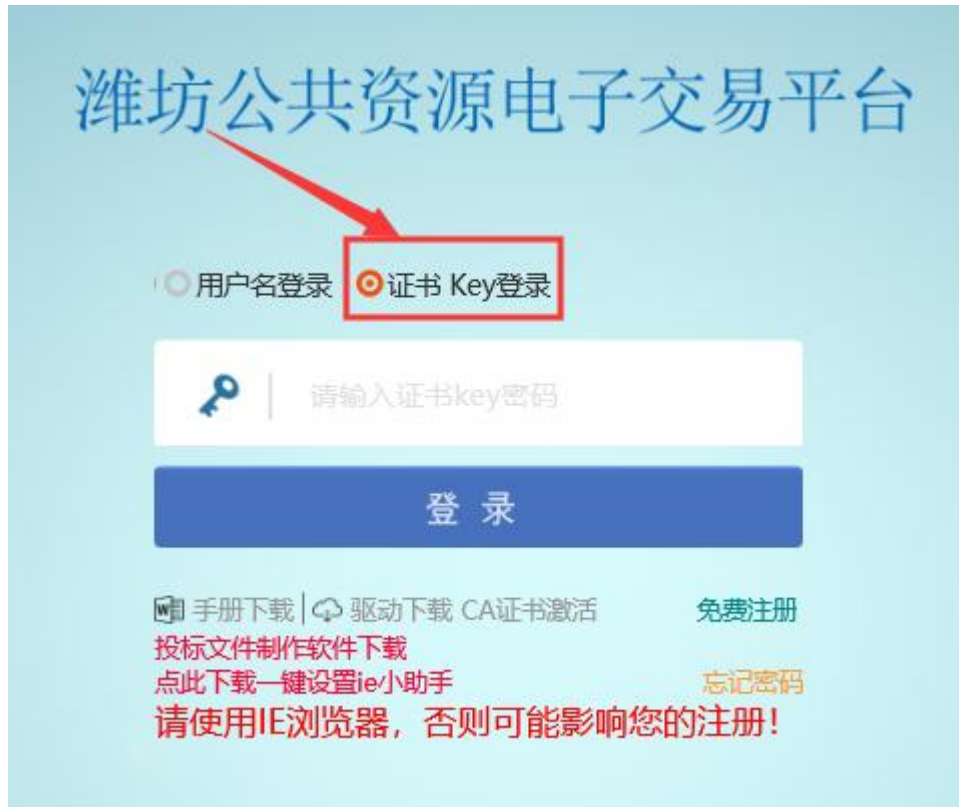 潍坊公共资源电子交易平台
用户名登录 证书 Key登录
请输入证书key密码
登 录
手册下载 | 驱动下载 CA证书激活 免费注册
投标文件制作软件下载
点此下载一键设置ie小助手 忘记密码
请使用IE浏览器，否则可能影响您的注册！